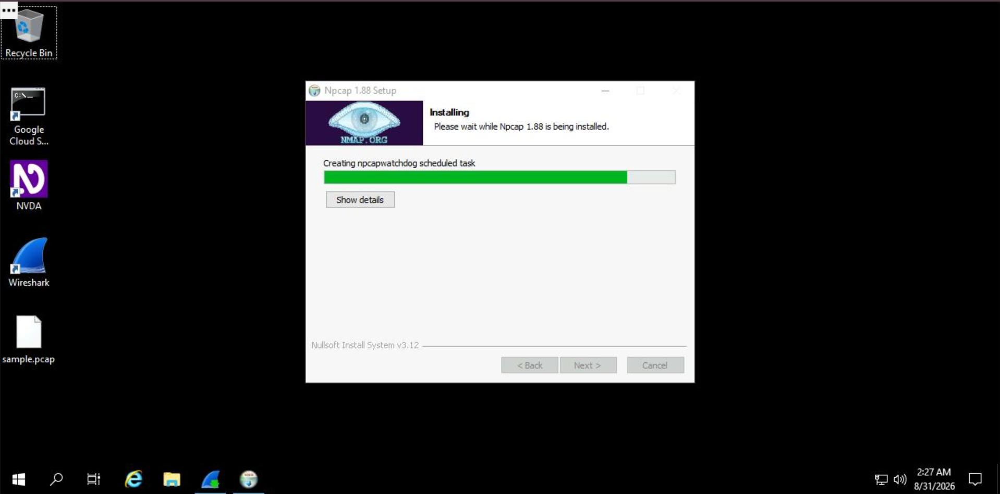 Recycle Bin
Google
Cloud S...
NVDA
Wireshark
sample.pcap
Npcap 1.88 Setup
NMAP.ORG
Installing
Please wait while Npcap 1.88 is being installed.
Creating npcapwatchdog scheduled task
Show details
Nullsoft Install System v3.12
< Back
Next >
Cancel
2:27 AM
8/31/2026